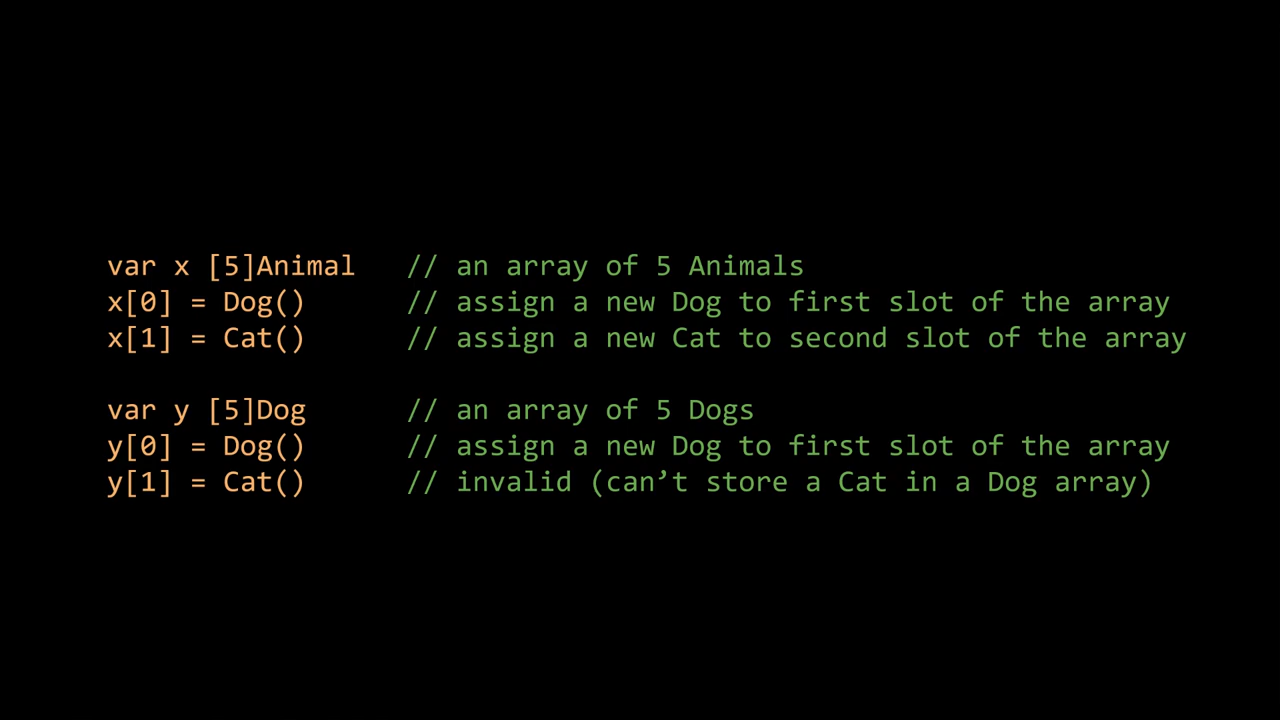 var x [5]Animal   // an array of 5 Animals
x[0] = Dog()      // assign a new Dog to first slot of the array
x[1] = Cat()      // assign a new Cat to second slot of the array
var y [5]Dog      // an array of 5 Dogs
y[0] = Dog()      // assign a new Dog to first slot of the array
y[1] = Cat()      // invalid (can’t store a Cat in a Dog array)